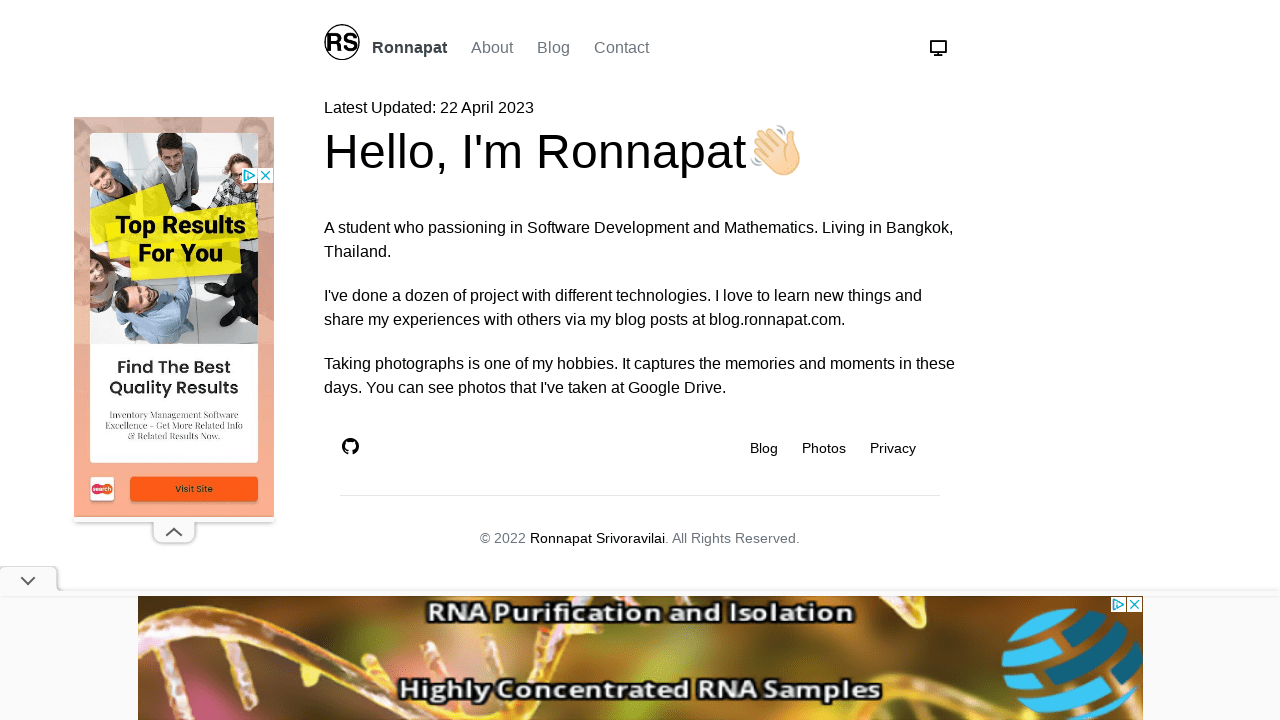 RS Ronnapat About Blog Contact
Latest Updated: 22 April 2023
Hello, I'm Ronnapat👋🏻
A student who passioning in Software Development and Mathematics. Living in Bangkok,
Thailand.
I've done a dozen of project with different technologies. I love to learn new things and
share my experiences with others via my blog posts at blog.ronnapat.com.
Taking photographs is one of my hobbies. It captures the memories and moments in these
days. You can see photos that I've taken at Google Drive.
Blog Photos Privacy
© 2022 Ronnapat Srivoravilai. All Rights Reserved.
Top Results
For You
Find The Best
Quality Results
Inventory Management Software
Excellence - Get More Related Info
& Related Results Now.
search
Visit Site
RNA Purification and Isolation
Highly Concentrated RNA Samples